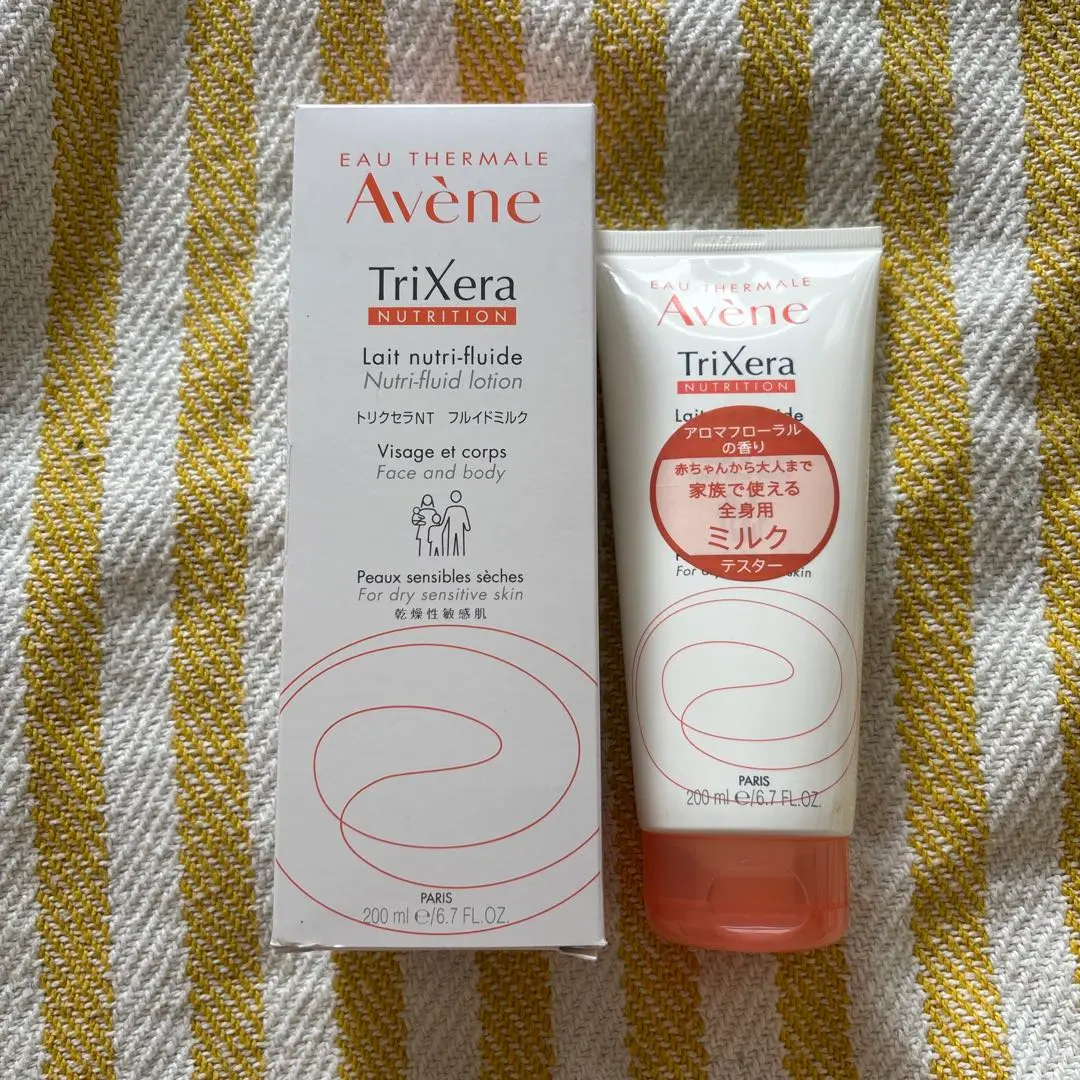 EAU THERMALE
Avène
TriXera
NUTRITION
Lait nutri-fluide
Nutri-fluid lotion
トリクセラNT フルイドミルク
Visage et corps
Face and body
Peaux sensibles sèches
For dry sensitive skin
乾燥性敏感肌
PARIS
200 ml ℮/6.7 FL.OZ.
EAU THERMALE
Avène
TriXera
NUTRITION
アロマフローラル
の香り
赤ちゃんから大人まで
家族で使える
全身用
ミルク
テスター
For skin
PARIS
200 ml ℮/6.7 FL.OZ.